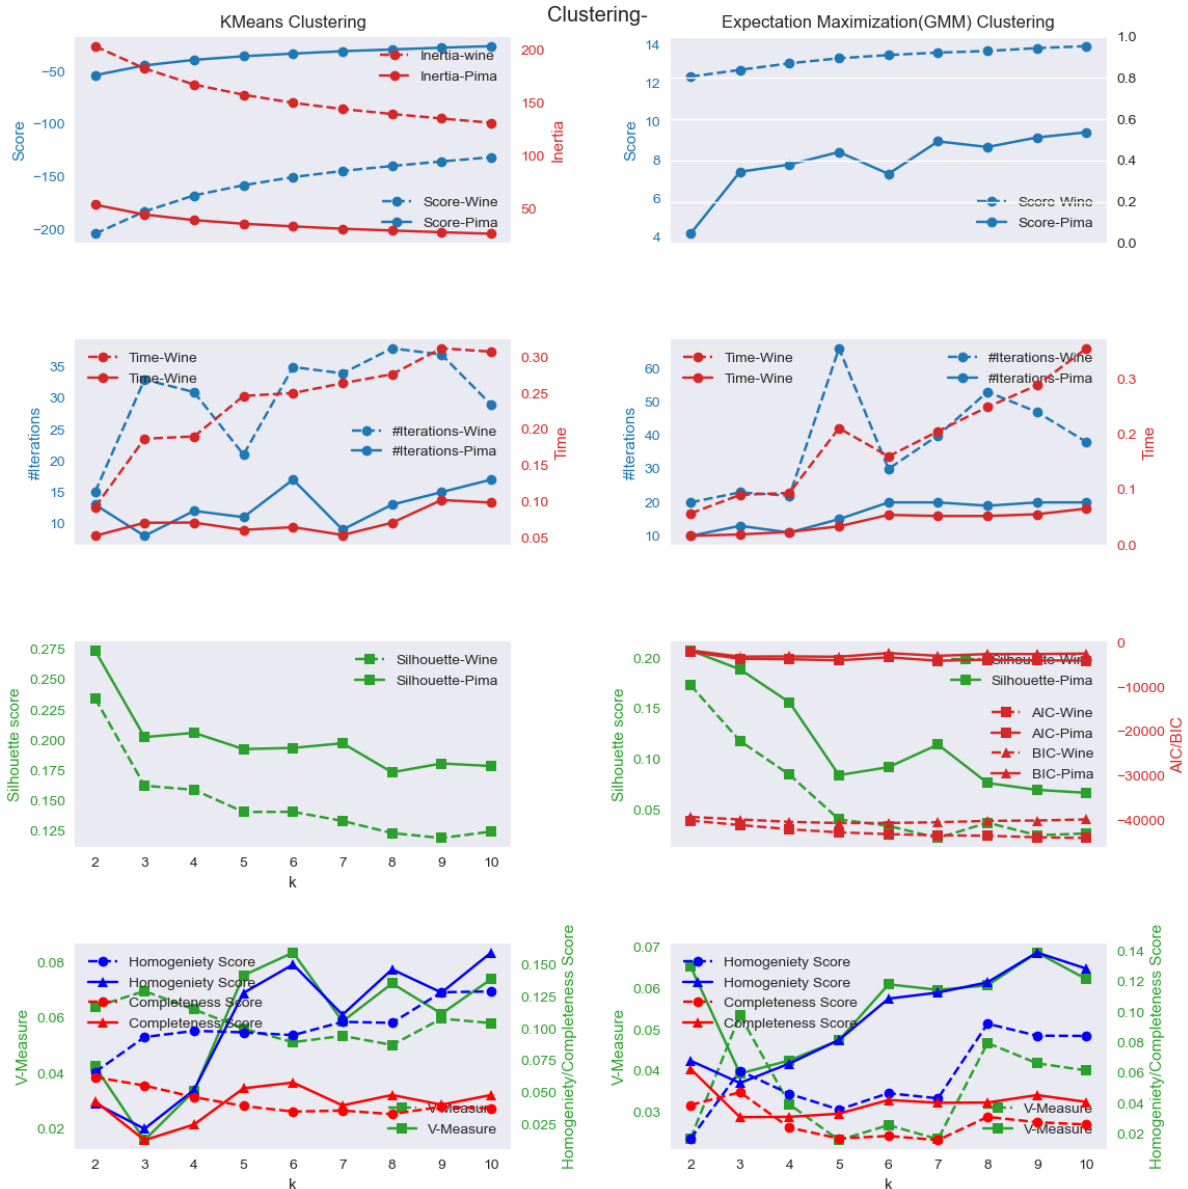 Clustering-
KMeans Clustering
Expectation Maximization(GMM) Clustering
Score
−50
−100
−150
−200
Inertia-wine
Inertia-Pima
Score-Wine
Score-Pima
200
150
100
50
Inertia
Score
14
12
10
8
6
4
Score-Wine
Score-Pima
1.0
0.8
0.6
0.4
0.2
0.0
#Iterations
35
30
25
20
15
10
Time-Wine
Time-Wine
#Iterations-Wine
#Iterations-Pima
0.30
0.25
0.20
0.15
0.10
0.05
Time
#Iterations
60
50
40
30
20
10
Time-Wine
Time-Wine
#Iterations-Wine
#Iterations-Pima
0.3
0.2
0.1
0.0
Time
Silhouette score
0.275
0.250
0.225
0.200
0.175
0.150
0.125
Silhouette-Wine
Silhouette-Pima
2 3 4 5 6 7 8 9 10
k
Silhouette score
0.20
0.15
0.10
0.05
Silhouette-Wine
Silhouette-Pima
AIC-Wine
AIC-Pima
BIC-Wine
BIC-Pima
0
−10000
−20000
−30000
−40000
AIC/BIC
V-Measure
0.08
0.06
0.04
0.02
Homogeniety Score
Homogeniety Score
Completeness Score
Completeness Score
V-Measure
V-Measure
0.150
0.125
0.100
0.075
0.050
0.025
Homogeniety/Completeness Score
2 3 4 5 6 7 8 9 10
k
V-Measure
0.07
0.06
0.05
0.04
0.03
Homogeniety Score
Homogeniety Score
Completeness Score
Completeness Score
V-Measure
V-Measure
0.14
0.12
0.10
0.08
0.06
0.04
0.02
Homogeniety/Completeness Score
2 3 4 5 6 7 8 9 10
k